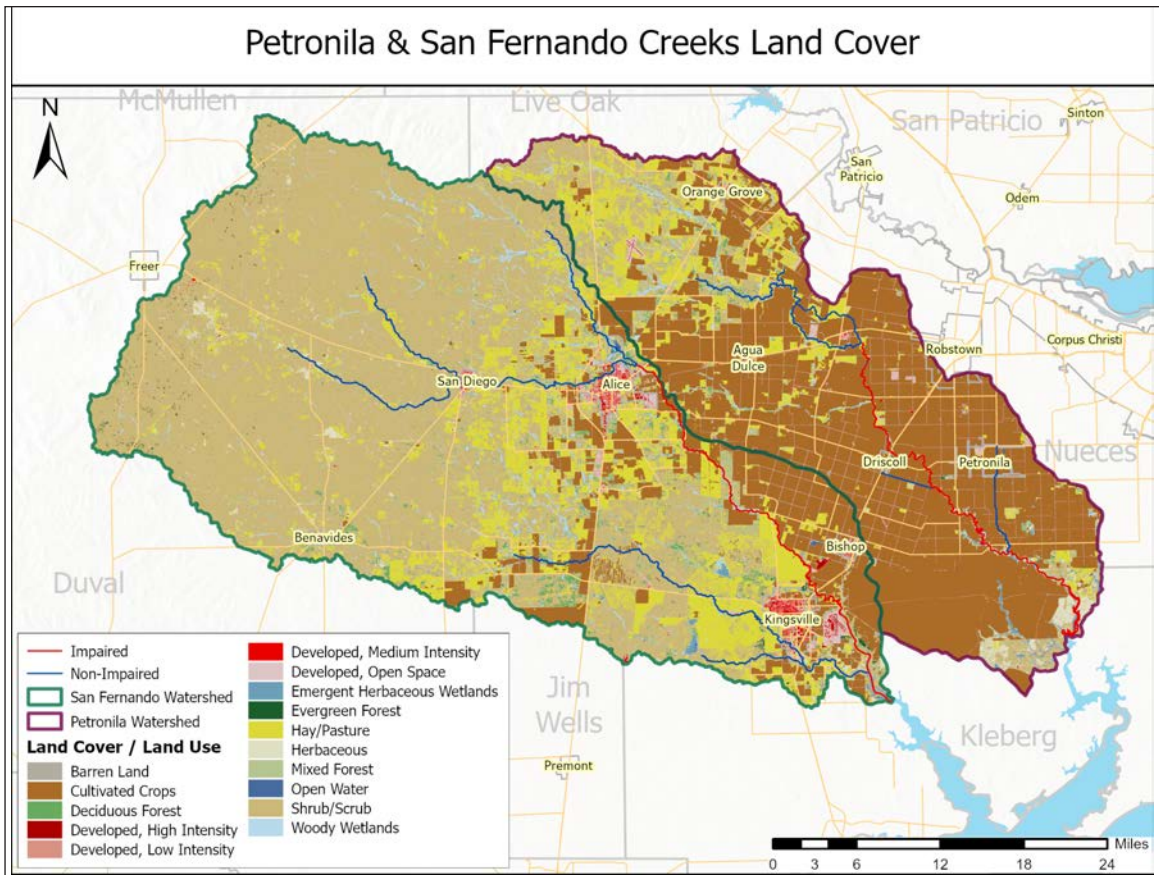 Petronila & San Fernando Creeks Land Cover
N
McMullen
Live Oak
San Patricio
Sinton
San
Patricio
Orange Grove
Odem
Freer
Corpus Christi
Robstown
Agua
Dulce
San Diego
Alice
Nueces
Driscoll
Petronila
Benavides
Bishop
Duval
Kingsville
Jim
Wells
Kleberg
Premont
Impaired
Non-Impaired
San Fernando Watershed
Petronila Watershed
Land Cover / Land Use
Barren Land
Cultivated Crops
Deciduous Forest
Developed, High Intensity
Developed, Low Intensity
Developed, Medium Intensity
Developed, Open Space
Emergent Herbaceous Wetlands
Evergreen Forest
Hay/Pasture
Herbaceous
Mixed Forest
Open Water
Shrub/Scrub
Woody Wetlands
Miles
0 3 6 12 18 24